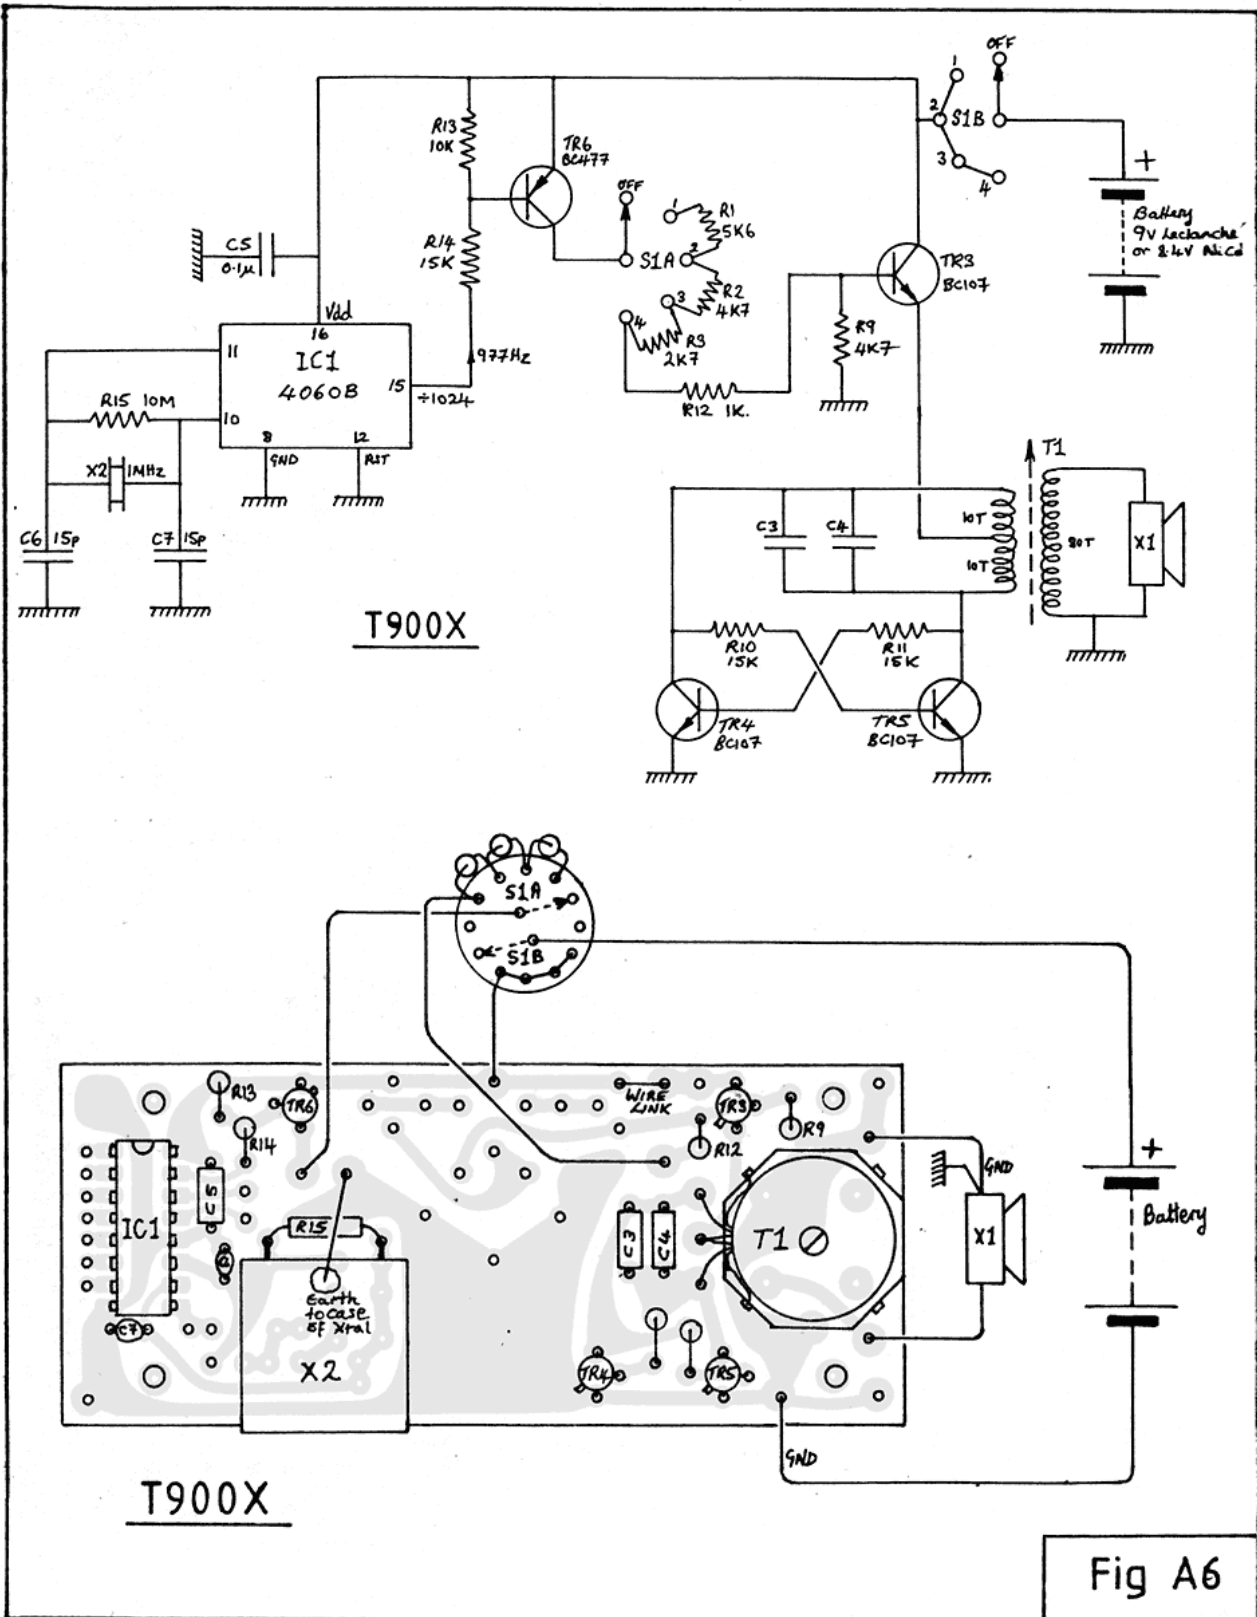 OFF
1
2
S1B
3
4
+
Battery
9V Leclanché
or 8.4V Nicd
R13
10K
TR6
BC477
OFF
1
R1
5K6
S1A
2
R2
4K7
3
4
R3
2K7
R12 1K.
TR3
BC107
R9
4K7
C5
0.1µ
R14
15K
Vdd
16
11
IC1
4060B
15
÷1024
977Hz
10
8
12
GND
RST
R15 10M
X2
1MHz
C6
15p
C7
15p
T900X
T1
C3
C4
10T
10T
80T
X1
R10
15K
R11
15K
TR4
BC107
TR5
BC107
S1A
S1B
R13
TR6
R14
WIRE
LINK
TR3
R9
R12
GND
+
C5
IC1
R15
C3
C4
T1
X1
Battery
Earth
to case
of Xtal
C7
X2
TR4
TR5
GND
T900X
Fig A6